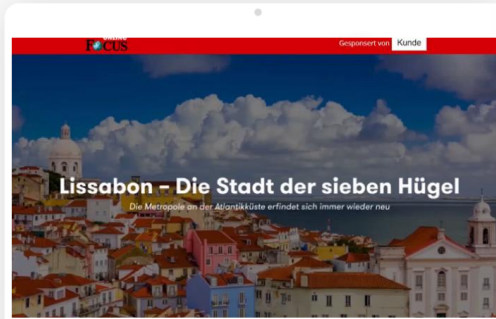 ONLINE
FOCUS
Gesponsert von Kunde
Lissabon – Die Stadt der sieben Hügel
Die Metropole an der Atlantikküste erfindet sich immer wieder neu